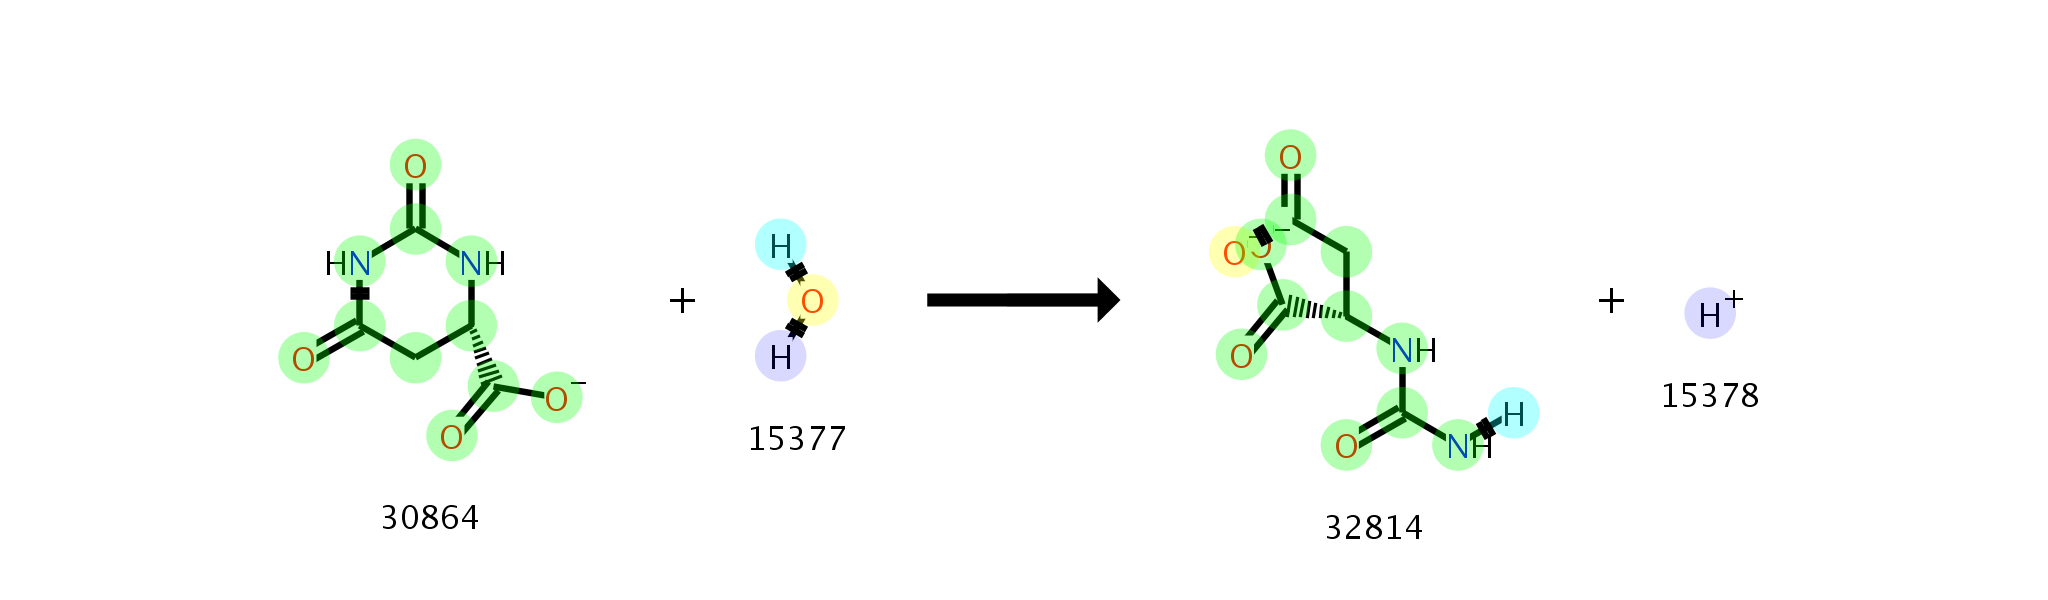 O
HN
NH
O
O
O−
30864
+
H
O
H
15377
O
O−
O−
O
NH
O
NH
H
32814
+
H+
15378